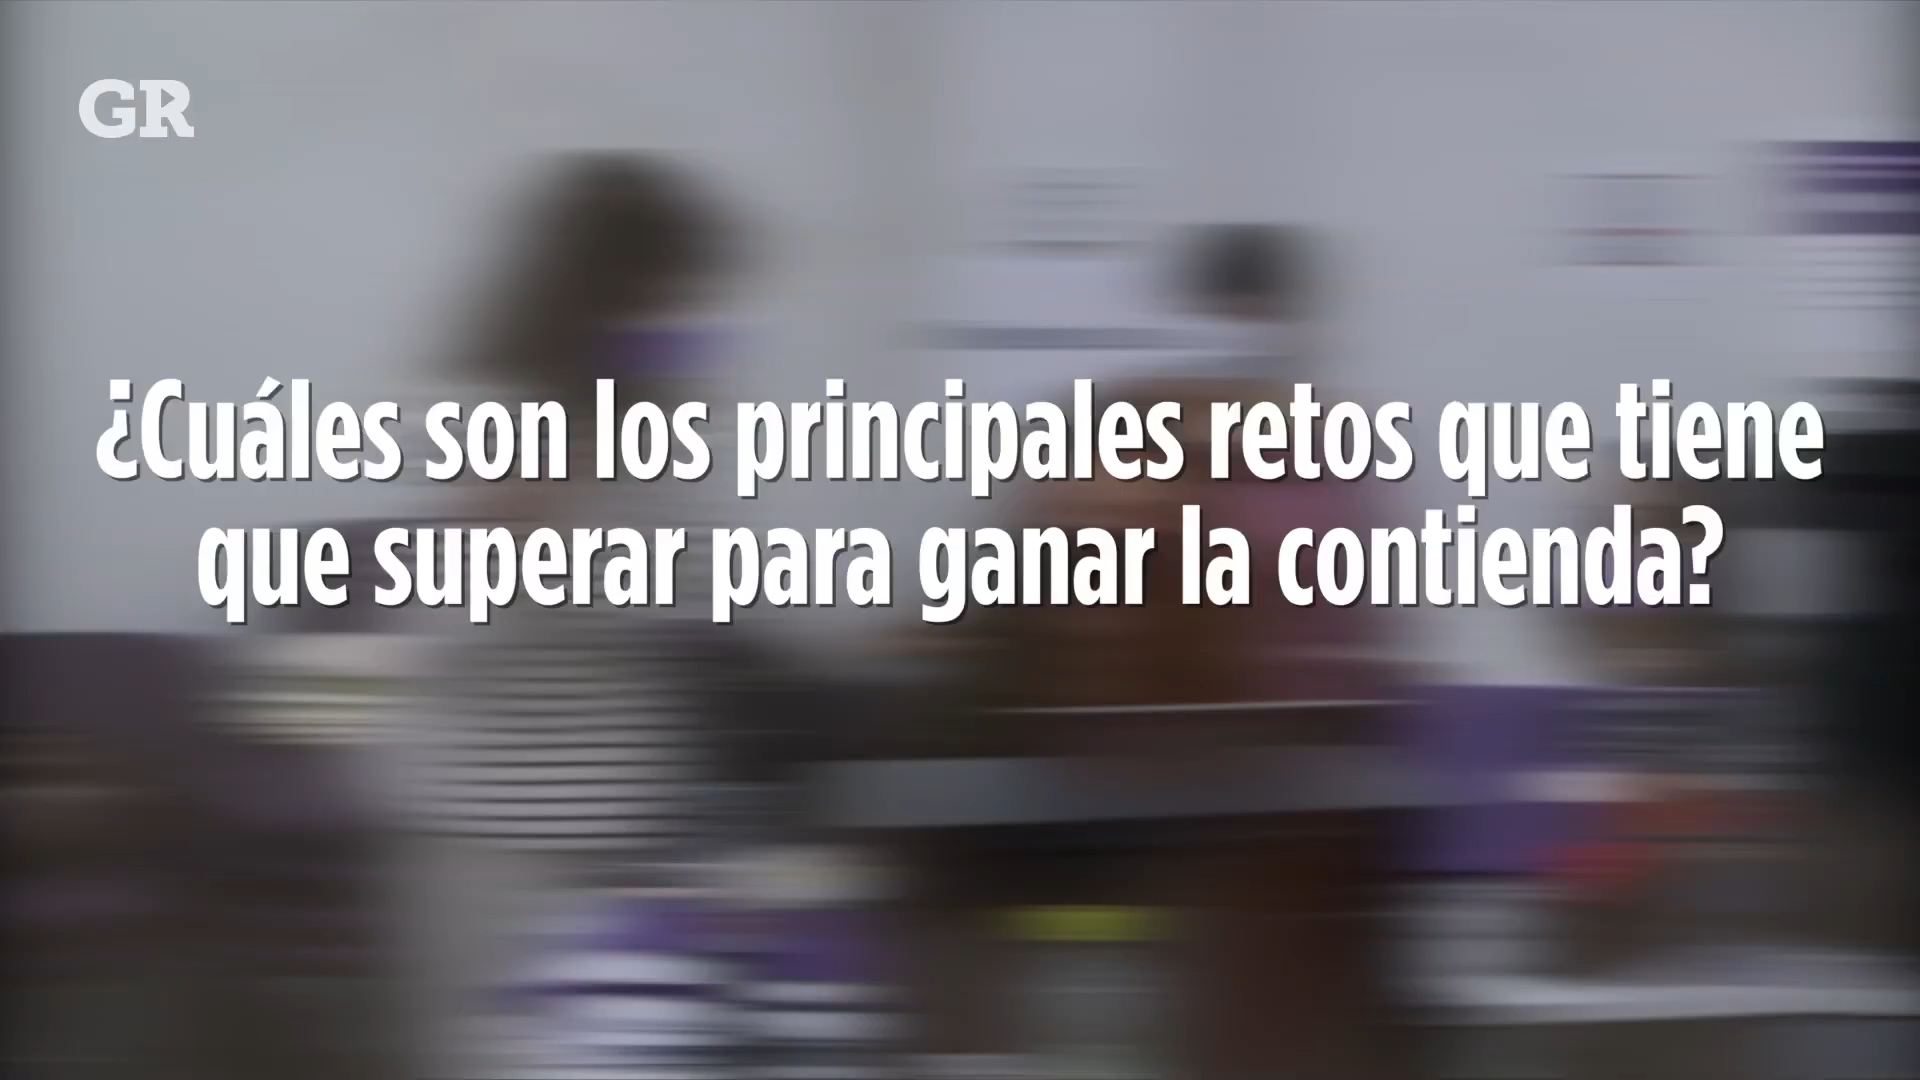 GR
¿Cuáles son los principales retos que tiene
que superar para ganar la contienda?